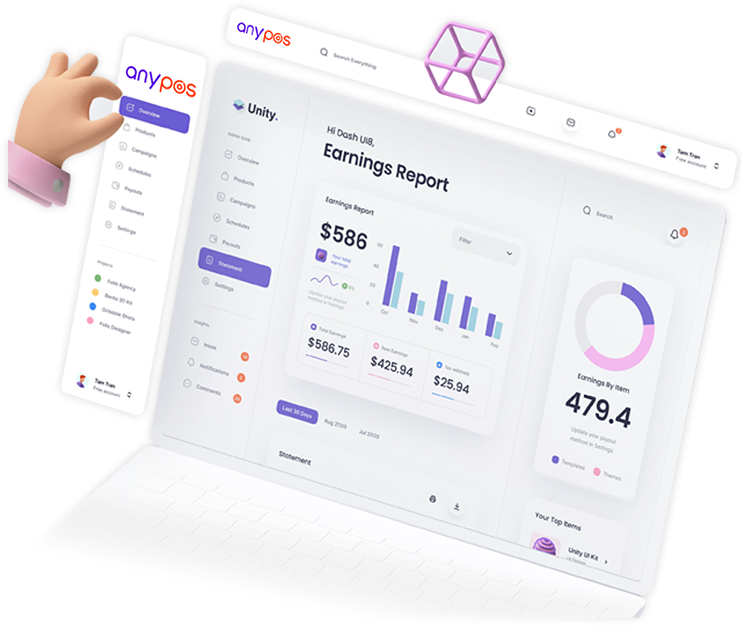 anypos
Search Everything
2
Tam Tran
Free account
anypos
Overview
Products
Campaigns
Schedules
Payouts
Statement
Settings
Projects
Folio Agency
Bento 3D Kit
Dribbble Shots
Folio Designer
Tam Tran
Free account
Unity.
Overview
Products
Campaigns
Schedules
Payouts
Statement
Settings
Insights
Inbox
Notifications
Comments
Hi Dash UI8,
Earnings Report
Earnings Report
Filter
$586
Your total
earnings
Update your payout
method in Settings
20
0
Oct
Nov
Dec
Jan
Feb
Total Earnings
$586.75
Item Earnings
$425.94
Tax withheld
$25.94
Last 30 Days
Aug 2020
Jul 2020
Statement
Search
Earnings By Item
479.4
Update your payout
method in Settings
Templates
Themes
Your Top Items
Unity UI Kit